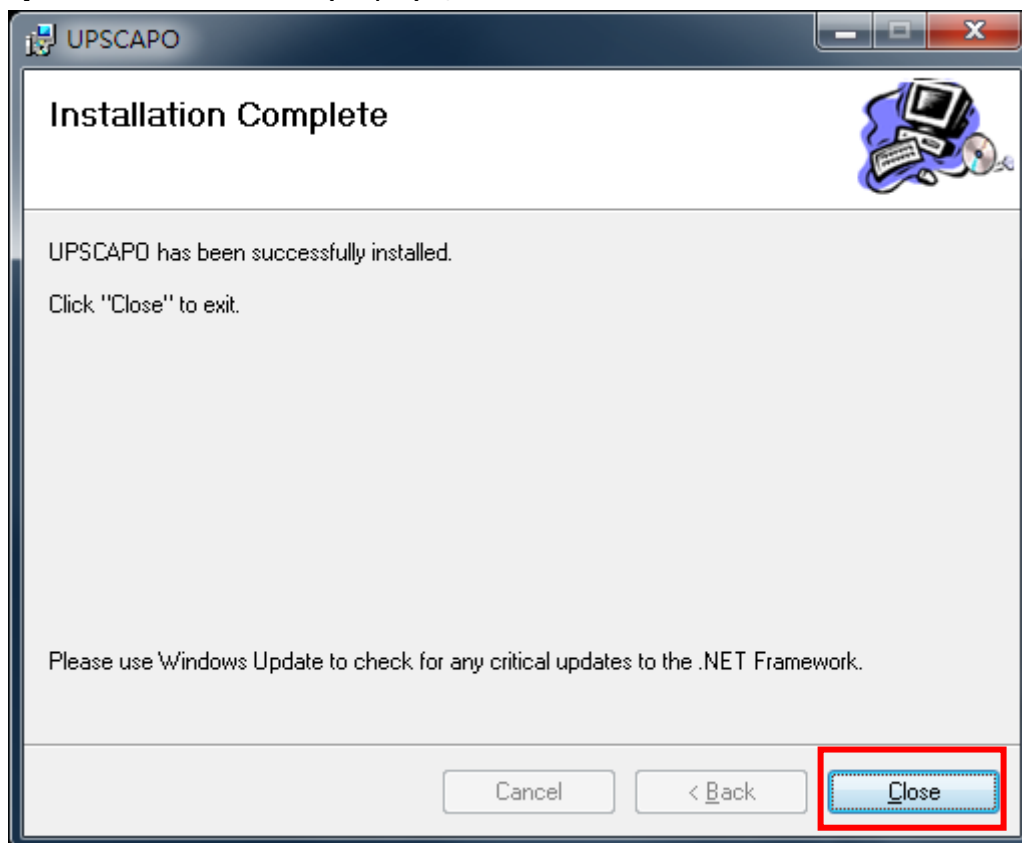 UPSCAPO
Installation Complete
UPSCAPO has been successfully installed.
Click "Close" to exit.
Please use Windows Update to check for any critical updates to the .NET Framework.
Cancel
< Back
Close